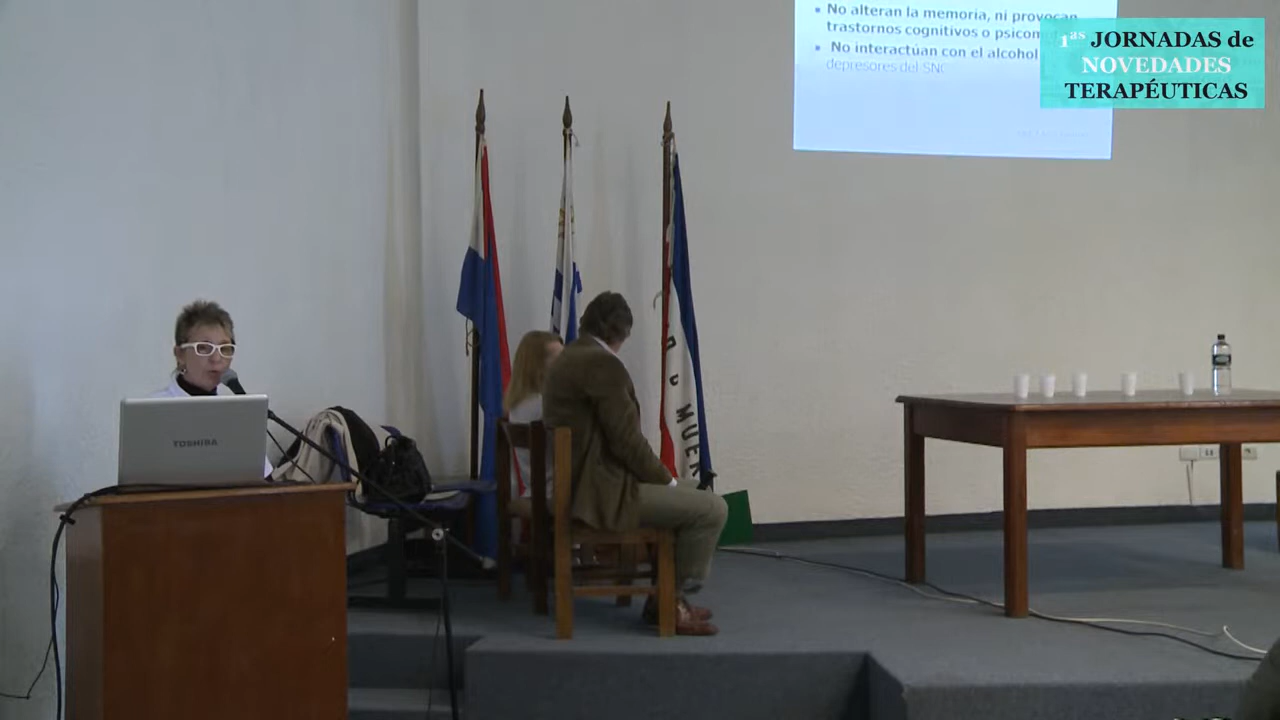 ▪ No alteran la memoria, ni provocan
trastornos cognitivos o
▪ No interactúan con el alcohol
depresores del SNC
1as JORNADAS de
NOVEDADES
TERAPÉUTICAS
TOSHIBA